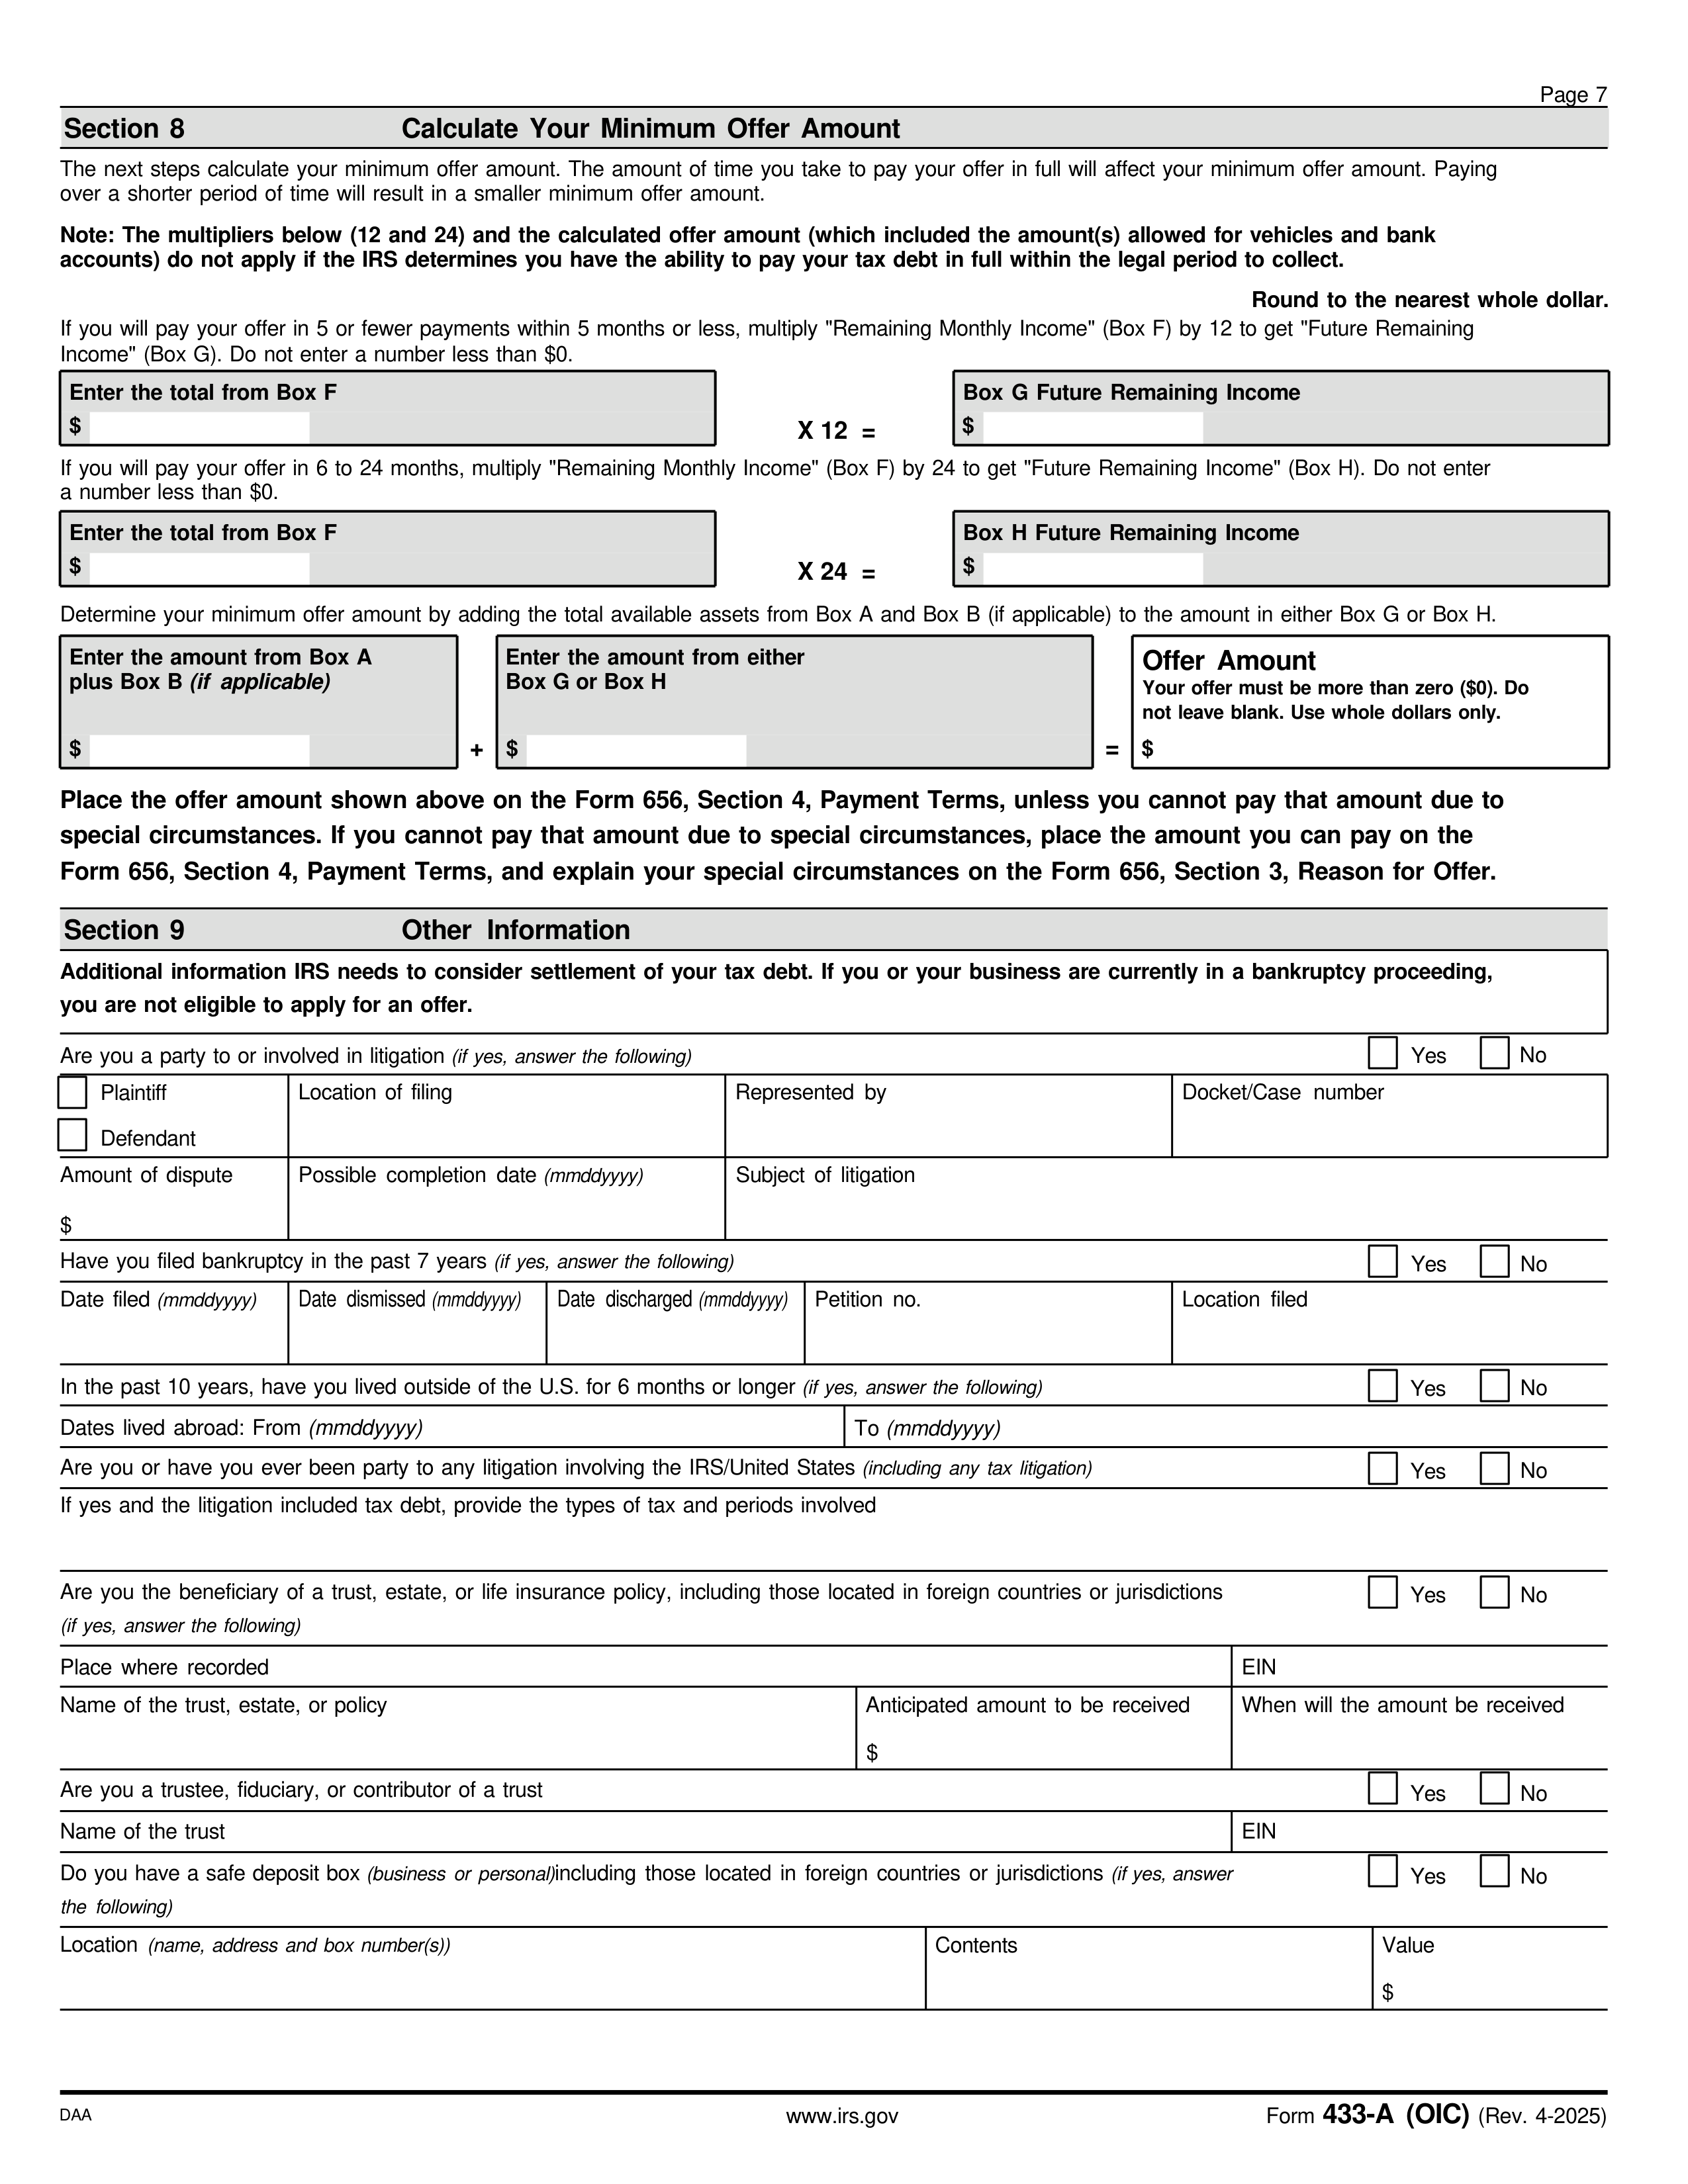 Page 7
Section 8 Calculate Your Minimum Offer Amount
The next steps calculate your minimum offer amount. The amount of time you take to pay your offer in full will affect your minimum offer amount. Paying
over a shorter period of time will result in a smaller minimum offer amount.
Note: The multipliers below (12 and 24) and the calculated offer amount (which included the amount(s) allowed for vehicles and bank
accounts) do not apply if the IRS determines you have the ability to pay your tax debt in full within the legal period to collect.
Round to the nearest whole dollar.
If you will pay your offer in 5 or fewer payments within 5 months or less, multiply "Remaining Monthly Income" (Box F) by 12 to get "Future Remaining
Income" (Box G). Do not enter a number less than $0.
Enter the total from Box F
$
X 12 =
Box G Future Remaining Income
$
If you will pay your offer in 6 to 24 months, multiply "Remaining Monthly Income" (Box F) by 24 to get "Future Remaining Income" (Box H). Do not enter
a number less than $0.
Enter the total from Box F
$
X 24 =
Box H Future Remaining Income
$
Determine your minimum offer amount by adding the total available assets from Box A and Box B (if applicable) to the amount in either Box G or Box H.
Enter the amount from Box A
plus Box B (if applicable)
$
+
Enter the amount from either
Box G or Box H
$
=
Offer Amount
Your offer must be more than zero ($0). Do
not leave blank. Use whole dollars only.
$
Place the offer amount shown above on the Form 656, Section 4, Payment Terms, unless you cannot pay that amount due to
special circumstances. If you cannot pay that amount due to special circumstances, place the amount you can pay on the
Form 656, Section 4, Payment Terms, and explain your special circumstances on the Form 656, Section 3, Reason for Offer.
Section 9 Other Information
Additional information IRS needs to consider settlement of your tax debt. If you or your business are currently in a bankruptcy proceeding,
you are not eligible to apply for an offer.
Are you a party to or involved in litigation (if yes, answer the following) Yes No
Plaintiff
Defendant
Location of filing
Represented by
Docket/Case number
Amount of dispute
$
Possible completion date (mmddyyyy)
Subject of litigation
Have you filed bankruptcy in the past 7 years (if yes, answer the following) Yes No
Date filed (mmddyyyy)
Date dismissed (mmddyyyy)
Date discharged (mmddyyyy)
Petition no.
Location filed
In the past 10 years, have you lived outside of the U.S. for 6 months or longer (if yes, answer the following) Yes No
Dates lived abroad: From (mmddyyyy)
To (mmddyyyy)
Are you or have you ever been party to any litigation involving the IRS/United States (including any tax litigation) Yes No
If yes and the litigation included tax debt, provide the types of tax and periods involved
Are you the beneficiary of a trust, estate, or life insurance policy, including those located in foreign countries or jurisdictions Yes No
(if yes, answer the following)
Place where recorded
EIN
Name of the trust, estate, or policy
Anticipated amount to be received
$
When will the amount be received
Are you a trustee, fiduciary, or contributor of a trust Yes No
Name of the trust
EIN
Do you have a safe deposit box (business or personal)including those located in foreign countries or jurisdictions (if yes, answer Yes No
the following)
Location (name, address and box number(s))
Contents
Value
$
DAA www.irs.gov Form 433-A (OIC) (Rev. 4-2025)